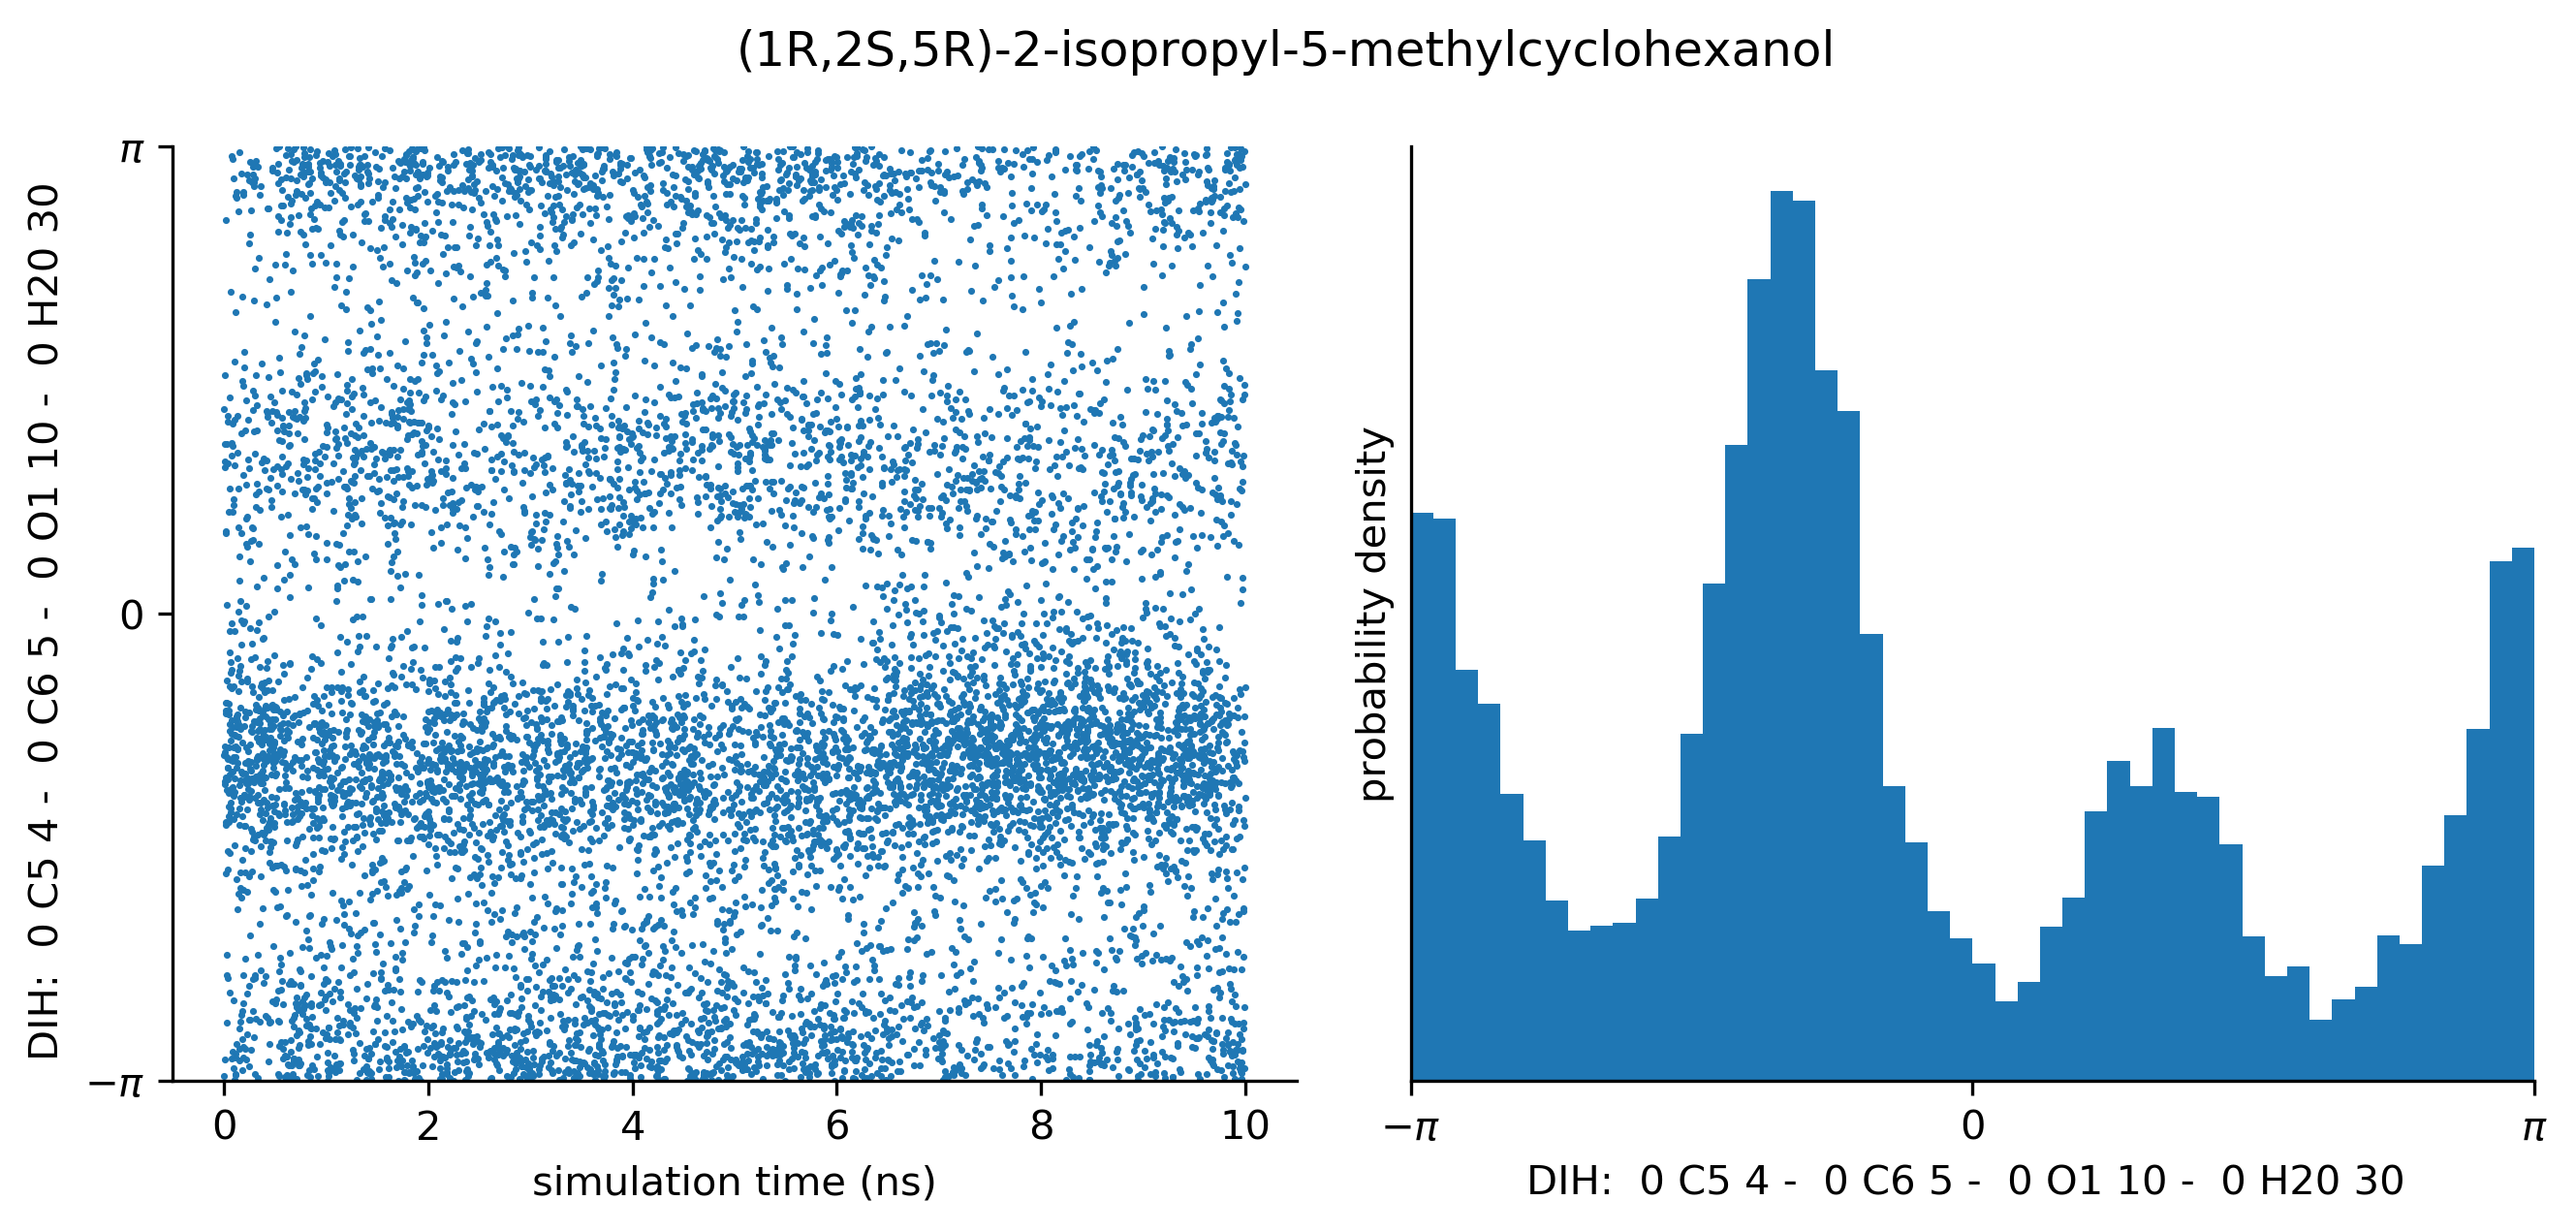 (1R,2S,5R)-2-isopropyl-5-methylcyclohexanol
DIH:  0 C5 4 -  0 C6 5 -  0 O1 10 -  0 H20 30
π
0
−π
0 2 4 6 8 10
simulation time (ns)
probability density
−π 0 π
DIH:  0 C5 4 -  0 C6 5 -  0 O1 10 -  0 H20 30